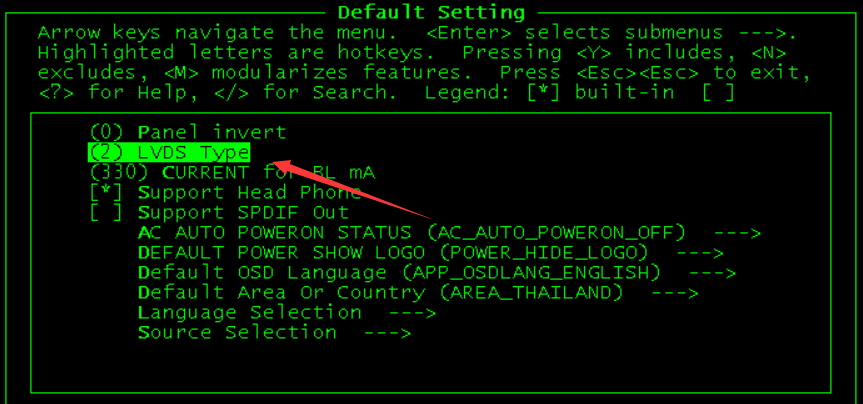 Default Setting
Arrow keys navigate the menu.  <Enter> selects submenus --->.
Highlighted letters are hotkeys.  Pressing <Y> includes, <N>
excludes, <M> modularizes features.  Press <Esc><Esc> to exit,
<?> for Help, </> for Search.  Legend: [*] built-in  [ ]
(0) Panel invert
(2) LVDS Type
(330) CURRENT for BL mA
[*] Support Head Phone
[ ] Support SPDIF Out
AC AUTO POWERON STATUS (AC_AUTO_POWERON_OFF)  --->
DEFAULT POWER SHOW LOGO (POWER_HIDE_LOGO)  --->
Default OSD Language (APP_OSDLANG_ENGLISH)  --->
Default Area Or Country (AREA_THAILAND)  --->
Language Selection  --->
Source Selection  --->